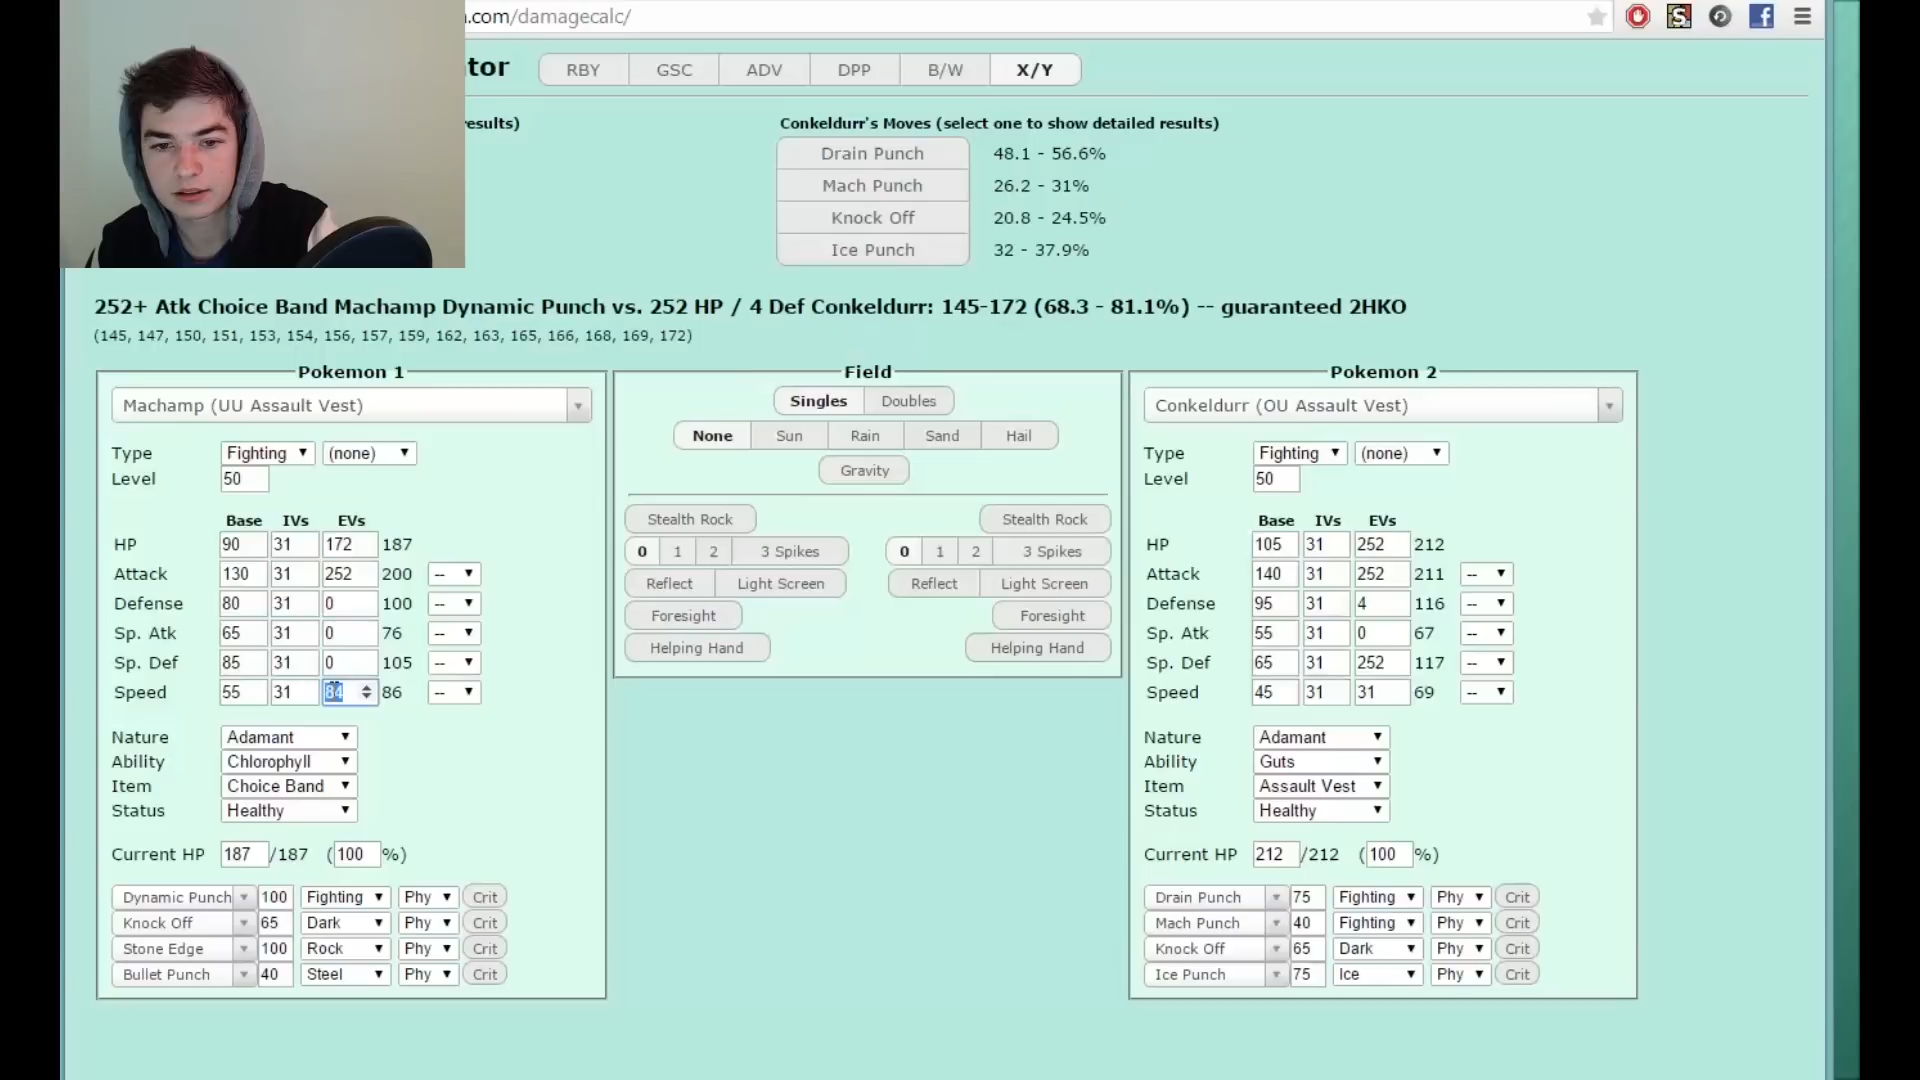 .com/damagecalc/
tor RBY GSC ADV DPP B/W X/Y
esults)
Conkeldurr's Moves (select one to show detailed results)
Drain Punch 48.1 - 56.6%
Mach Punch 26.2 - 31%
Knock Off 20.8 - 24.5%
Ice Punch 32 - 37.9%
252+ Atk Choice Band Machamp Dynamic Punch vs. 252 HP / 4 Def Conkeldurr: 145-172 (68.3 - 81.1%) -- guaranteed 2HKO
(145, 147, 150, 151, 153, 154, 156, 157, 159, 162, 163, 165, 166, 168, 169, 172)
Pokemon 1
Machamp (UU Assault Vest)
Type Fighting (none)
Level 50
Base IVs EVs
HP 90 31 172 187
Attack 130 31 252 200 --
Defense 80 31 0 100 --
Sp. Atk 65 31 0 76 --
Sp. Def 85 31 0 105 --
Speed 55 31 84 86 --
Nature Adamant
Ability Chlorophyll
Item Choice Band
Status Healthy
Current HP 187 /187 (100 %)
Dynamic Punch 100 Fighting Phy Crit
Knock Off 65 Dark Phy Crit
Stone Edge 100 Rock Phy Crit
Bullet Punch 40 Steel Phy Crit
Field
Singles Doubles
None Sun Rain Sand Hail
Gravity
Stealth Rock Stealth Rock
0 1 2 3 Spikes 0 1 2 3 Spikes
Reflect Light Screen Reflect Light Screen
Foresight Foresight
Helping Hand Helping Hand
Pokemon 2
Conkeldurr (OU Assault Vest)
Type Fighting (none)
Level 50
Base IVs EVs
HP 105 31 252 212
Attack 140 31 252 211 --
Defense 95 31 4 116 --
Sp. Atk 55 31 0 67 --
Sp. Def 65 31 252 117 --
Speed 45 31 31 69 --
Nature Adamant
Ability Guts
Item Assault Vest
Status Healthy
Current HP 212 /212 (100 %)
Drain Punch 75 Fighting Phy Crit
Mach Punch 40 Fighting Phy Crit
Knock Off 65 Dark Phy Crit
Ice Punch 75 Ice Phy Crit